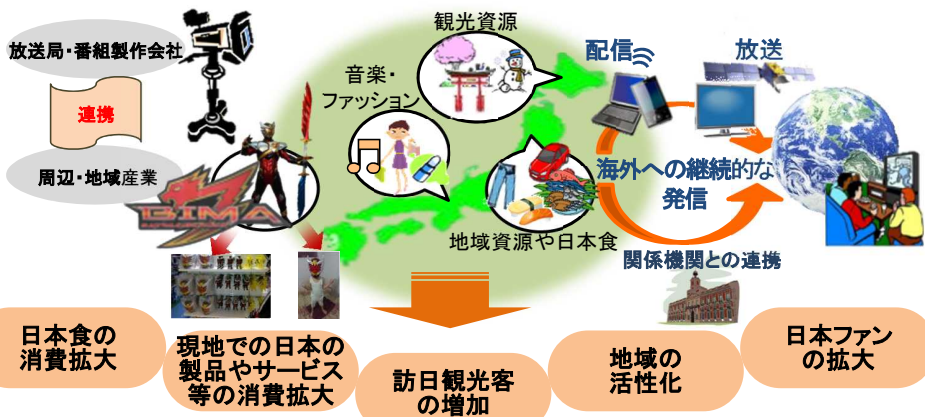 放送局・番組製作会社
連携
周辺・地域産業
BIMA
観光資源
音楽・
ファッション
地域資源や日本食
配信
放送
海外への継続的な
発信
関係機関との連携
日本食の
消費拡大
現地での日本の
製品やサービス
等の消費拡大
訪日観光客
の増加
地域の
活性化
日本ファン
の拡大